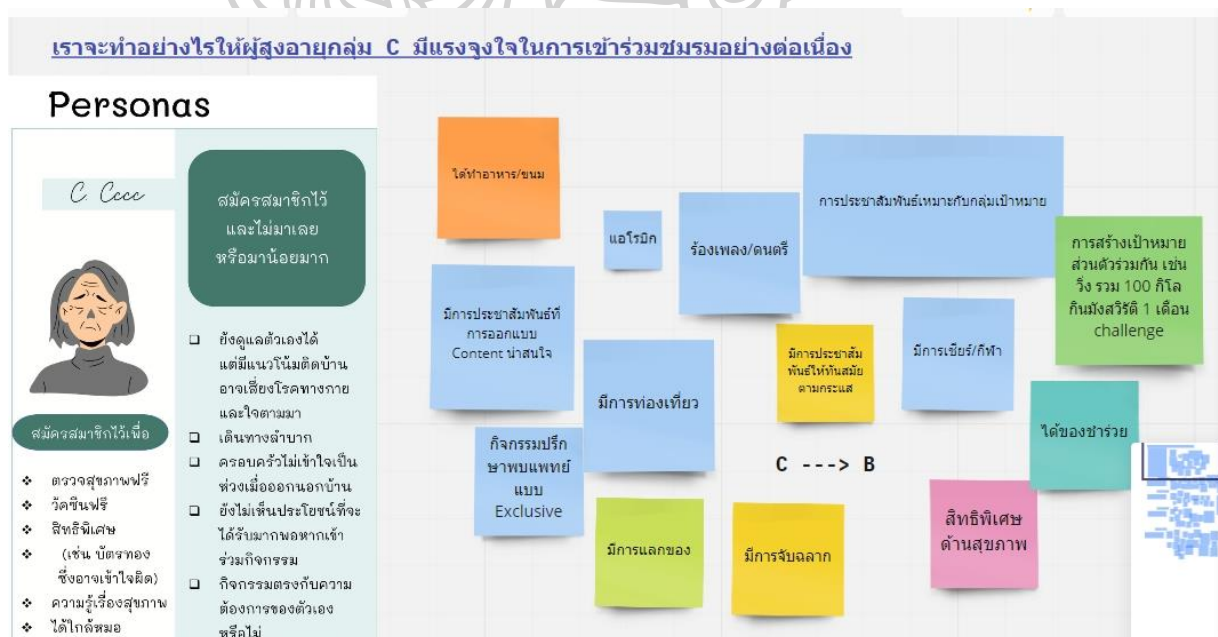 เราจะทำอย่างไรให้ผู้สูงอายุกลุ่ม C มีแรงจูงใจในการเข้าร่วมชมรมอย่างต่อเนื่อง
Personas
C. Cccc
สมัครสมาชิกไว้
และไม่มาเลย
หรือมาน้อยมาก
สมัครสมาชิกไว้เพื่อ
❖ ตรวจสุขภาพฟรี
❖ วัคซีนฟรี
❖ สิทธิพิเศษ
❖ (เช่น บัตรทอง
ซึ่งอาจเข้าใจผิด)
❖ ความรู้เรื่องสุขภาพ
❖ ได้ใกล้หมอ
❑ ยังดูแลตัวเองได้
แต่มีแนวโน้มติดบ้าน
อาจเสี่ยงโรคทางกาย
และใจตามมา
❑ เดินทางลำบาก
❑ ครอบครัวไม่เข้าใจเป็น
ห่วงเมื่อออกนอกบ้าน
❑ ยังไม่เห็นประโยชน์ที่จะ
ได้รับมากพอหากเข้า
ร่วมกิจกรรม
❑ กิจกรรมตรงกับความ
ต้องการของตัวเอง
หรือไม่
ได้ทำอาหาร/ขนม
แอโรบิก
ร้องเพลง/ดนตรี
การประชาสัมพันธ์เหมาะกับกลุ่มเป้าหมาย
การสร้างเป้าหมาย
ส่วนตัวร่วมกัน เช่น
วิ่ง รวม 100 กิโล
กินมังสวิรัติ 1 เดือน
challenge
มีการประชาสัมพันธ์ที่
การออกแบบ
Content น่าสนใจ
มีการท่องเที่ยว
มีการประชาสัม
พันธ์ให้ทันสมัย
ตามกระแส
มีการเชียร์/กีฬา
ได้ของชำร่วย
กิจกรรมปรึก
ษาพบแพทย์
แบบ
Exclusive
C ---> B
มีการแลกของ
มีการจับฉลาก
สิทธิพิเศษ
ด้านสุขภาพ